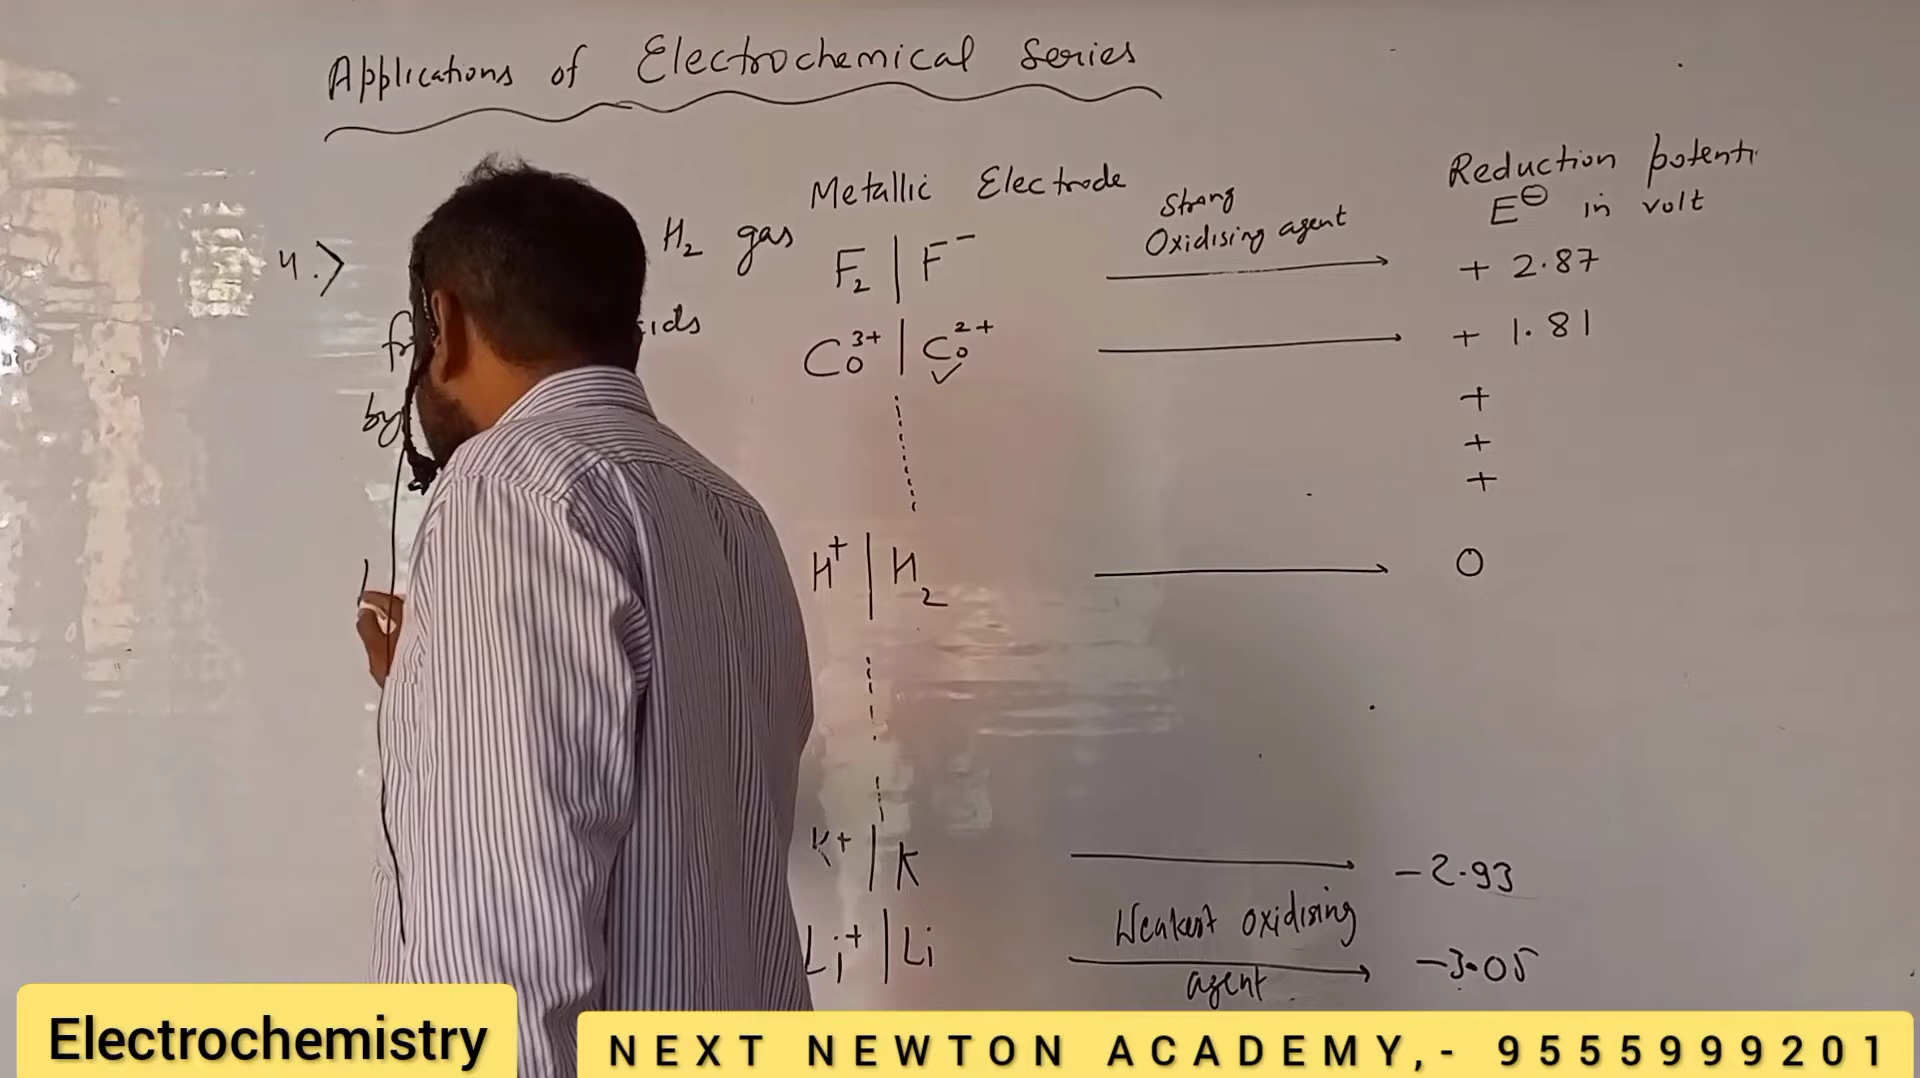 Applications of Electrochemical Series
4.>
H₂ gas
by
Metallic Electrode
Reduction potenti
E⊖ in volt
Strong
Oxidising agent
F₂ | F⁻
+ 2.87
Co³⁺ | Co²⁺
+ 1.81
+
+
+
H⁺ | H₂
0
K⁺ | K
-2.93
Weakest oxidising
agent
Li⁺ | Li
-3.05
Electrochemistry
NEXT NEWTON ACADEMY,- 9555999201